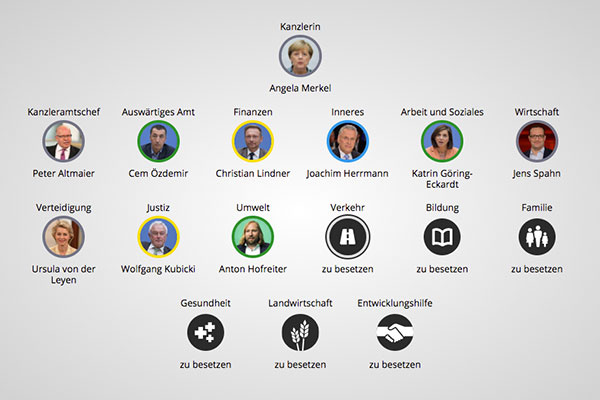 Kanzlerin
Angela Merkel
Kanzleramtschef Auswärtiges Amt Finanzen Inneres Arbeit und Soziales Wirtschaft
Peter Altmaier Cem Özdemir Christian Lindner Joachim Herrmann Katrin Göring- Jens Spahn
Eckardt
Verteidigung Justiz Umwelt Verkehr Bildung Familie
Ursula von der Wolfgang Kubicki Anton Hofreiter zu besetzen zu besetzen zu besetzen
Leyen
Gesundheit Landwirtschaft Entwicklungshilfe
zu besetzen zu besetzen zu besetzen